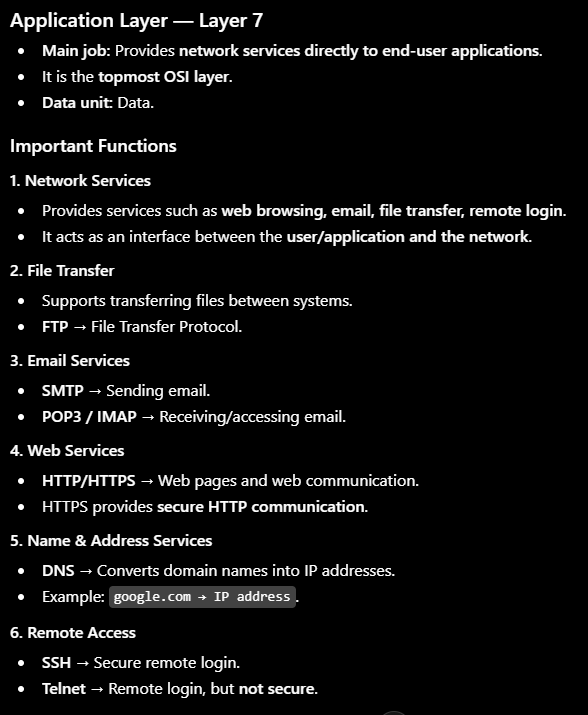 Application Layer — Layer 7
• Main job: Provides network services directly to end-user applications.
• It is the topmost OSI layer.
• Data unit: Data.
Important Functions
1. Network Services
• Provides services such as web browsing, email, file transfer, remote login.
• It acts as an interface between the user/application and the network.
2. File Transfer
• Supports transferring files between systems.
• FTP → File Transfer Protocol.
3. Email Services
• SMTP → Sending email.
• POP3 / IMAP → Receiving/accessing email.
4. Web Services
• HTTP/HTTPS → Web pages and web communication.
• HTTPS provides secure HTTP communication.
5. Name & Address Services
• DNS → Converts domain names into IP addresses.
• Example: google.com → IP address.
6. Remote Access
• SSH → Secure remote login.
• Telnet → Remote login, but not secure.